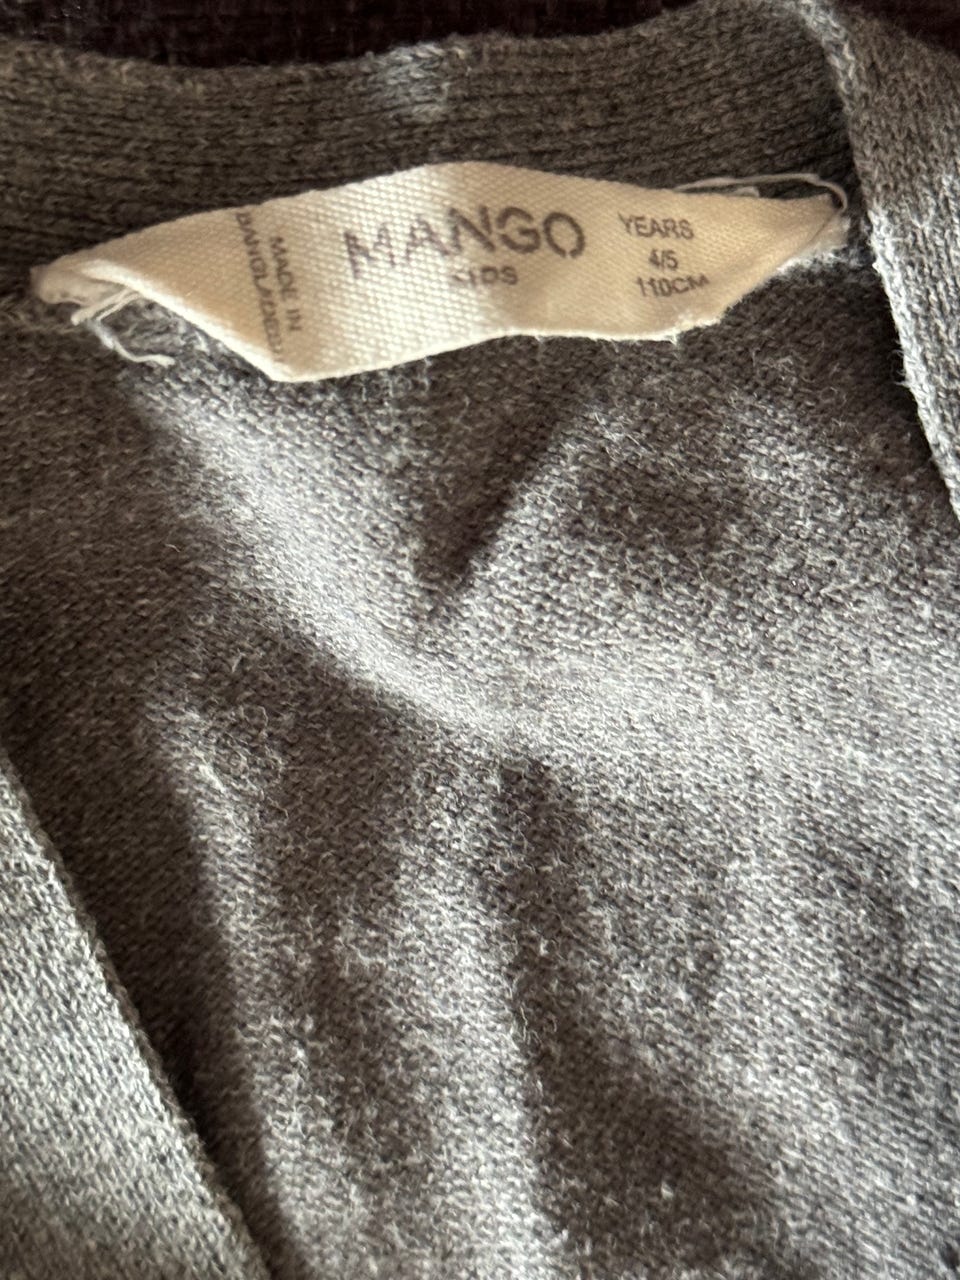 MANGO
KIDS
YEARS
4/5
110CM
MADE IN
BANGLADESH